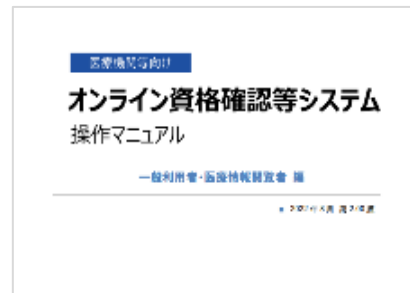 医療機関等向け
オンライン資格確認等システム
操作マニュアル
一般利用者・医療情報閲覧者 編